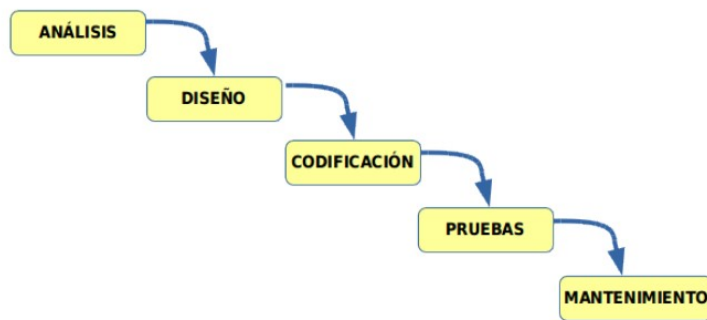 ANÁLISIS
DISEÑO
CODIFICACIÓN
PRUEBAS
MANTENIMIENTO